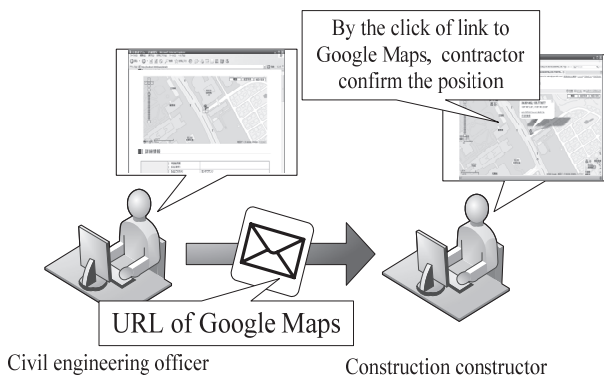 By the click of link to
Google Maps, contractor
confirm the position
URL of Google Maps
Civil engineering officer
Construction constructor